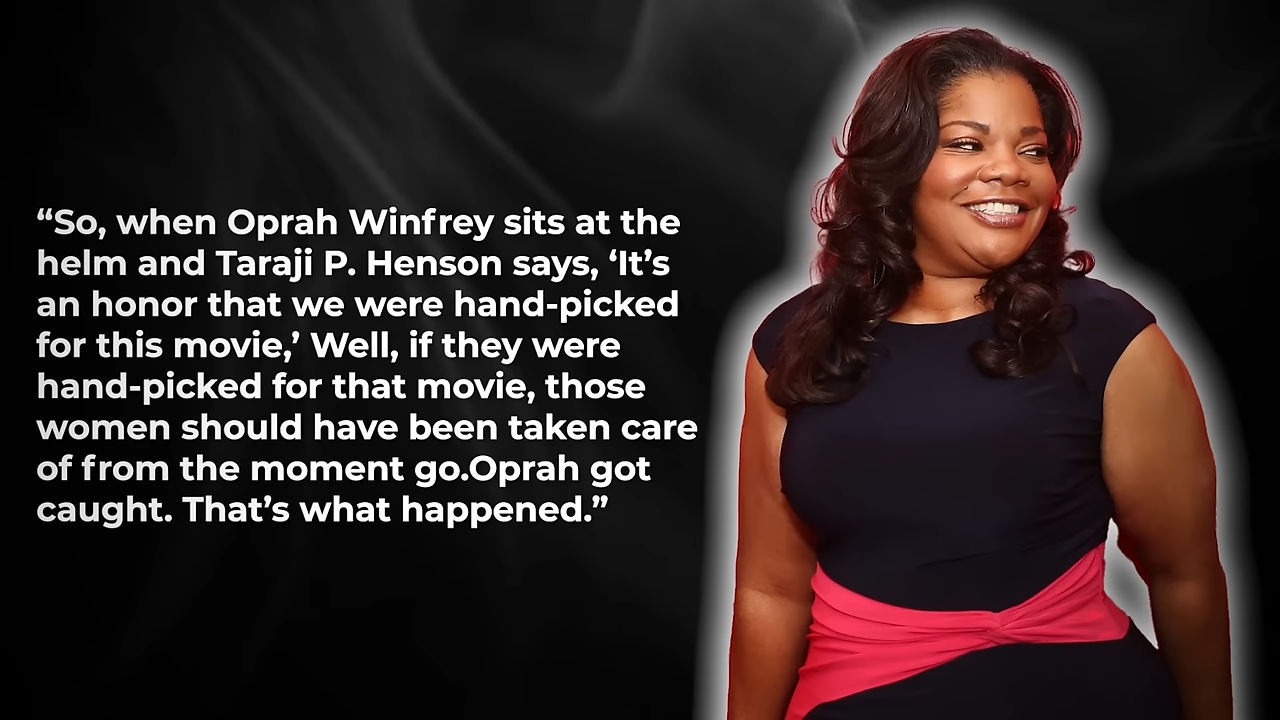 “So, when Oprah Winfrey sits at the
helm and Taraji P. Henson says, ‘It’s
an honor that we were hand-picked
for this movie,’ Well, if they were
hand-picked for that movie, those
women should have been taken care
of from the moment go.Oprah got
caught. That’s what happened.”